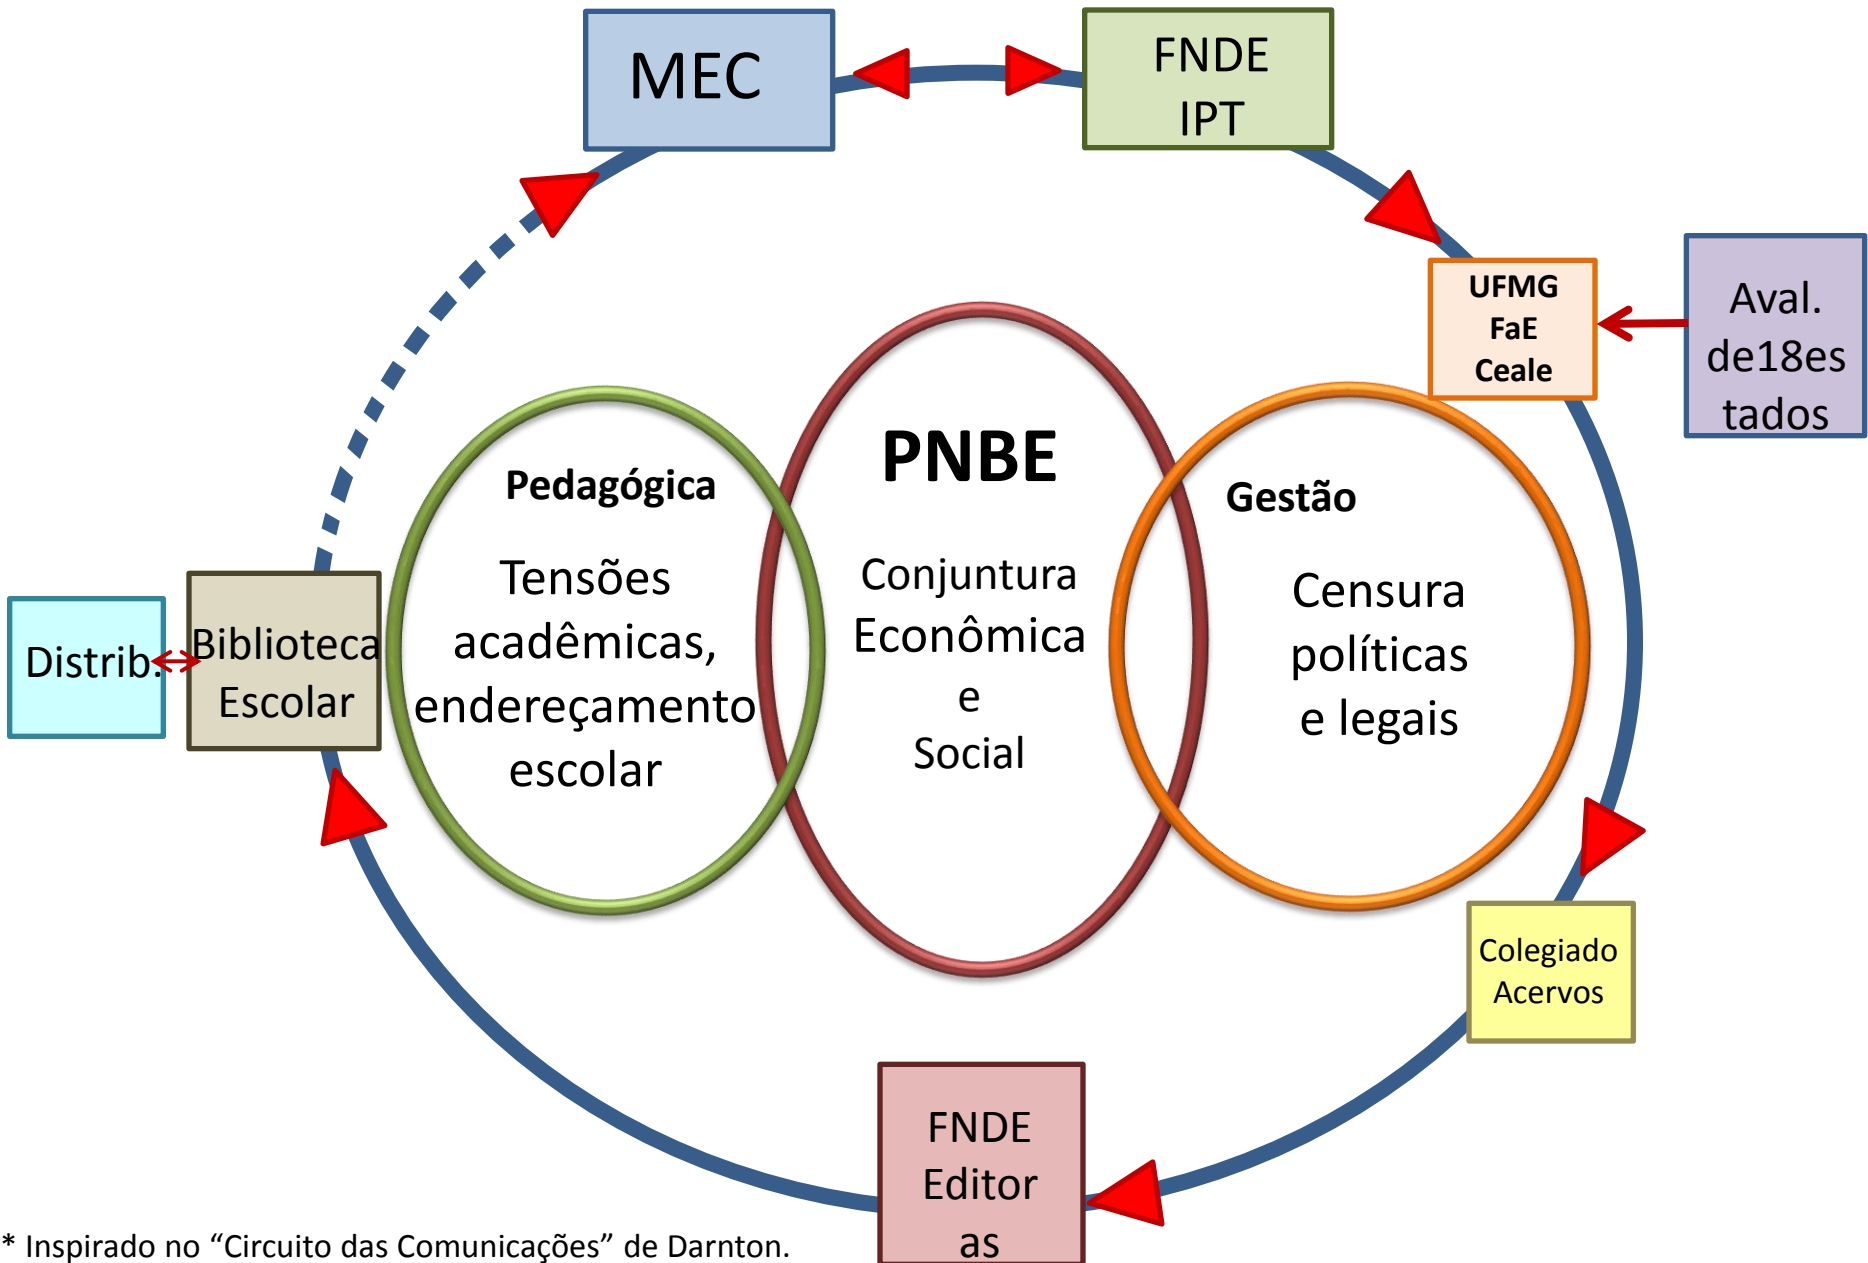 MEC
FNDE
IPT
UFMG
FaE
Ceale
Aval.
de18es
tados
PNBE
Conjuntura
Econômica
e
Social
Pedagógica
Tensões
acadêmicas,
endereçamento
escolar
Gestão
Censura
políticas
e legais
Distrib.
Biblioteca
Escolar
Colegiado
Acervos
FNDE
Editor
as
* Inspirado no “Circuito das Comunicações” de Darnton.